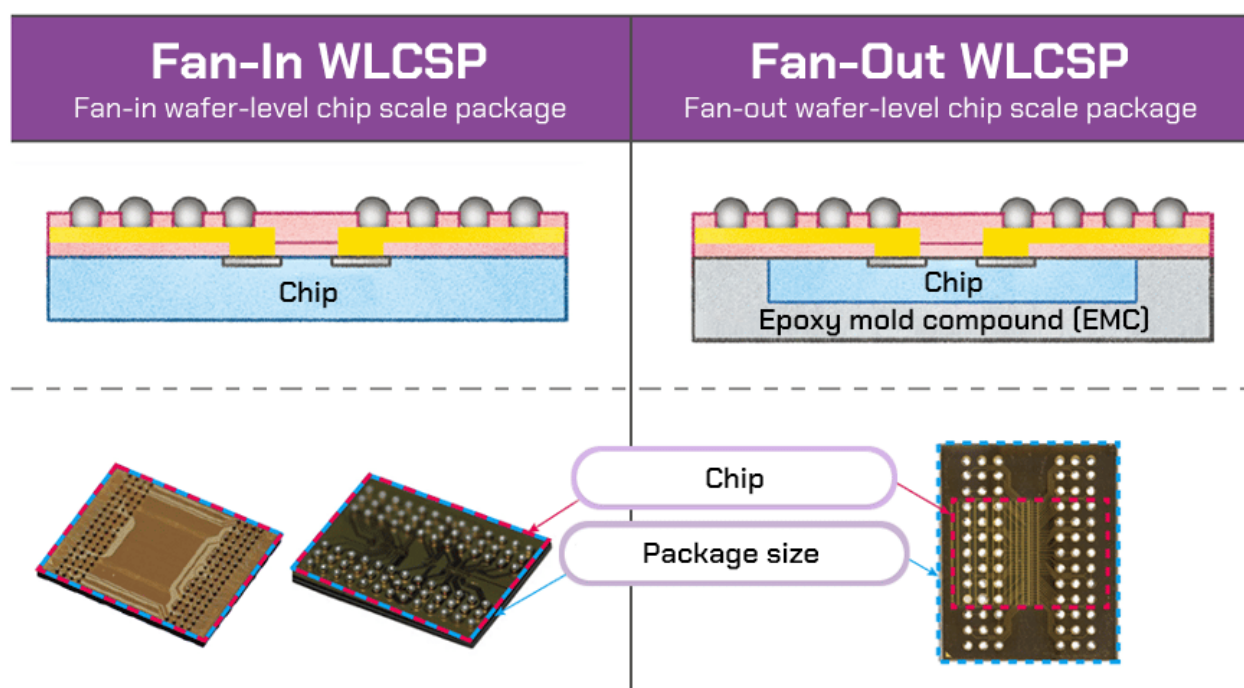 Fan-In WLCSP
Fan-in wafer-level chip scale package
Fan-Out WLCSP
Fan-out wafer-level chip scale package
Chip
Chip
Epoxy mold compound (EMC)
Chip
Package size